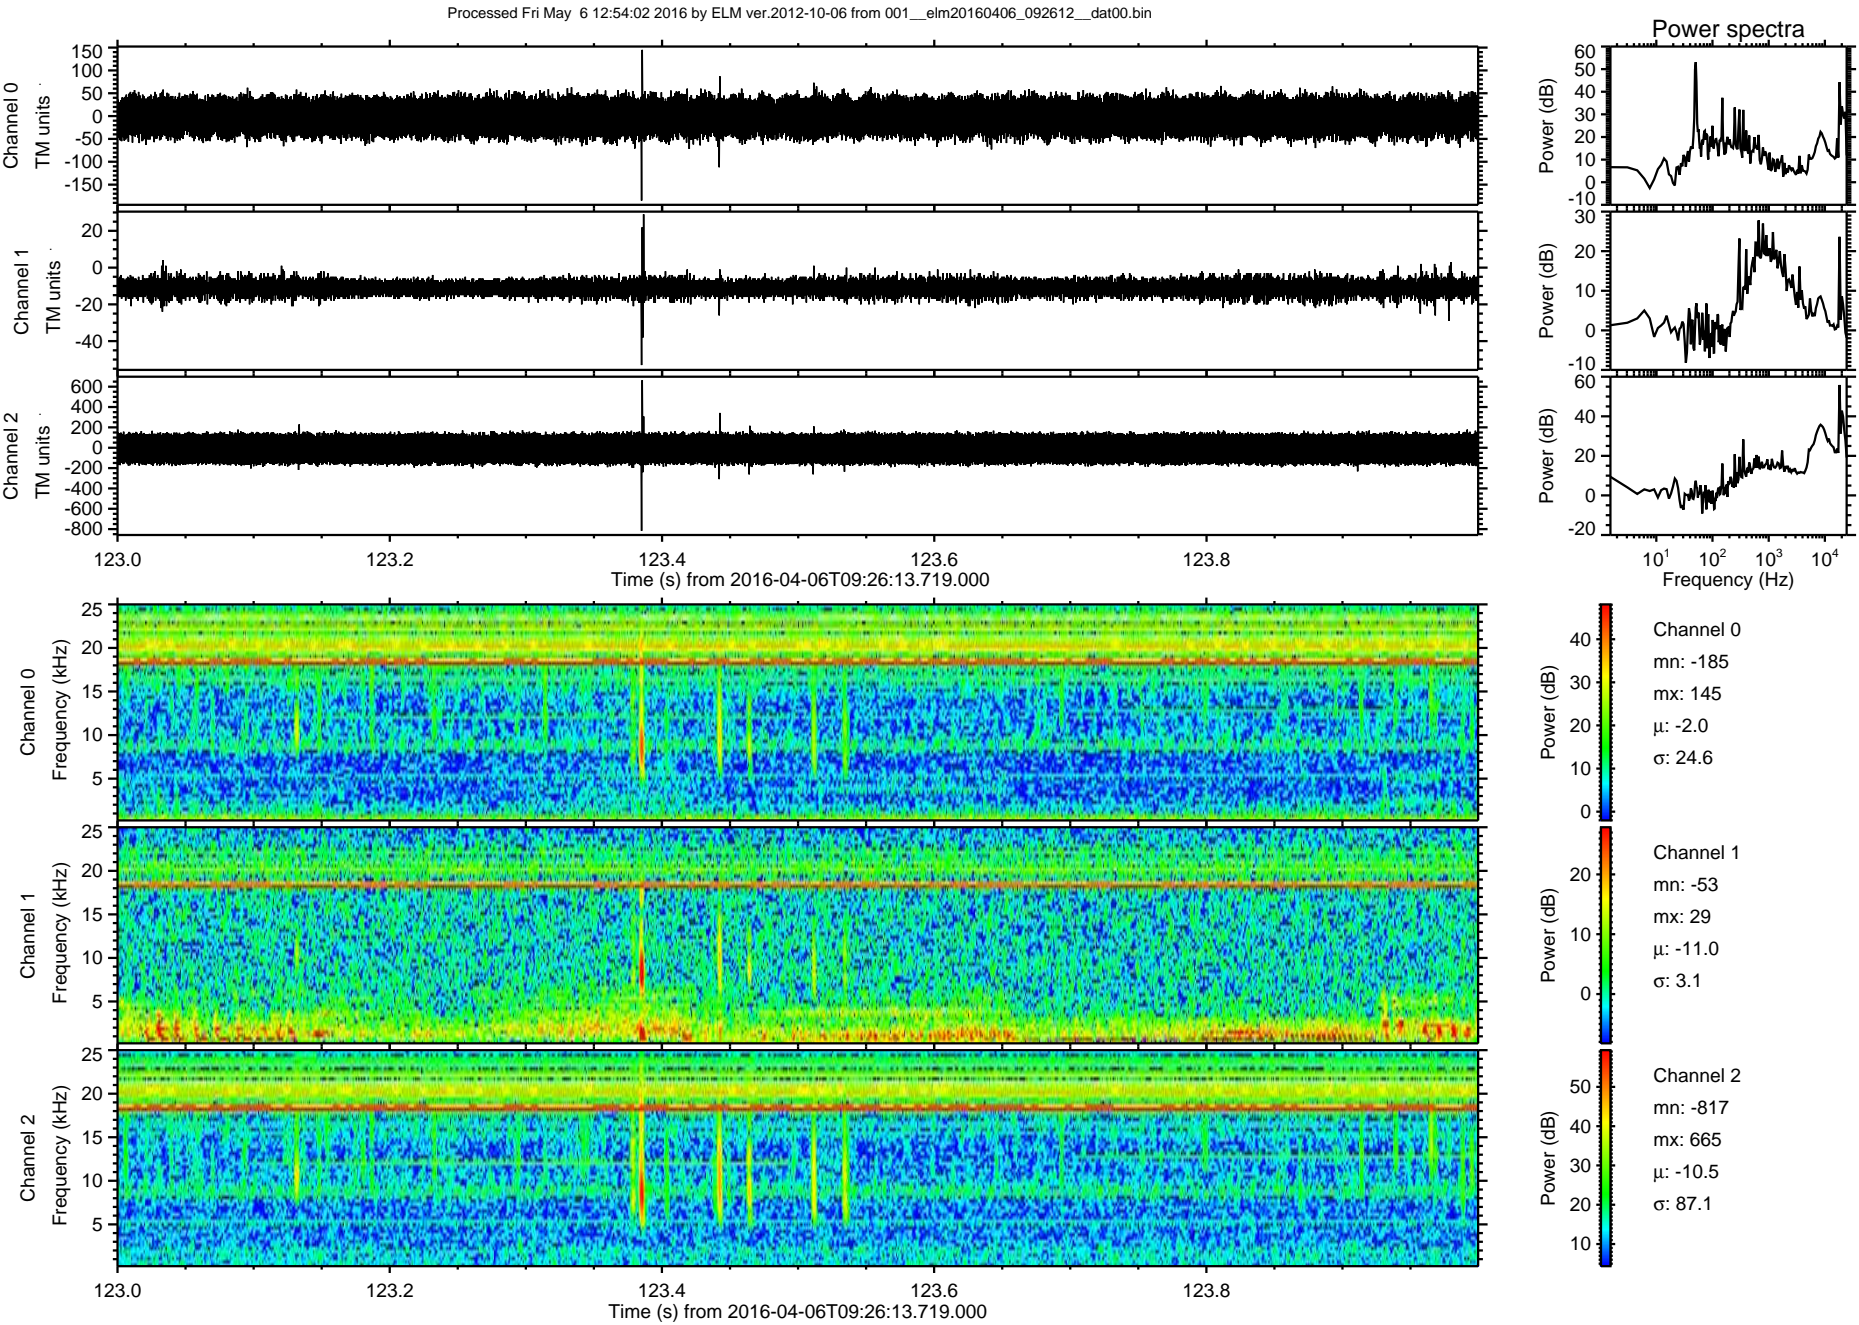 Processed Fri May  6 12:54:02 2016 by ELM ver.2012-10-06 from 001__elm20160406_092612__dat00.bin
Power spectra
Channel 0
TM units
150
100
50
0
-50
-100
-150
Power (dB)
60
50
40
30
20
10
0
-10
Channel 1
TM units
20
0
-20
-40
Power (dB)
30
20
10
0
-10
Channel 2
TM units
600
400
200
0
-200
-400
-600
-800
Power (dB)
60
40
20
0
-20
123.0 123.2 123.4 123.6 123.8
Time (s) from 2016-04-06T09:26:13.719.000
10^1 10^2 10^3 10^4
Frequency (Hz)
Channel 0
Frequency (kHz)
25
20
15
10
5
Power (dB)
40
30
20
10
0
Channel 0
mn: -185
mx: 145
μ: -2.0
σ: 24.6
Channel 1
Frequency (kHz)
25
20
15
10
5
Power (dB)
20
10
0
Channel 1
mn: -53
mx: 29
μ: -11.0
σ: 3.1
Channel 2
Frequency (kHz)
25
20
15
10
5
Power (dB)
50
40
30
20
10
Channel 2
mn: -817
mx: 665
μ: -10.5
σ: 87.1
123.0 123.2 123.4 123.6 123.8
Time (s) from 2016-04-06T09:26:13.719.000